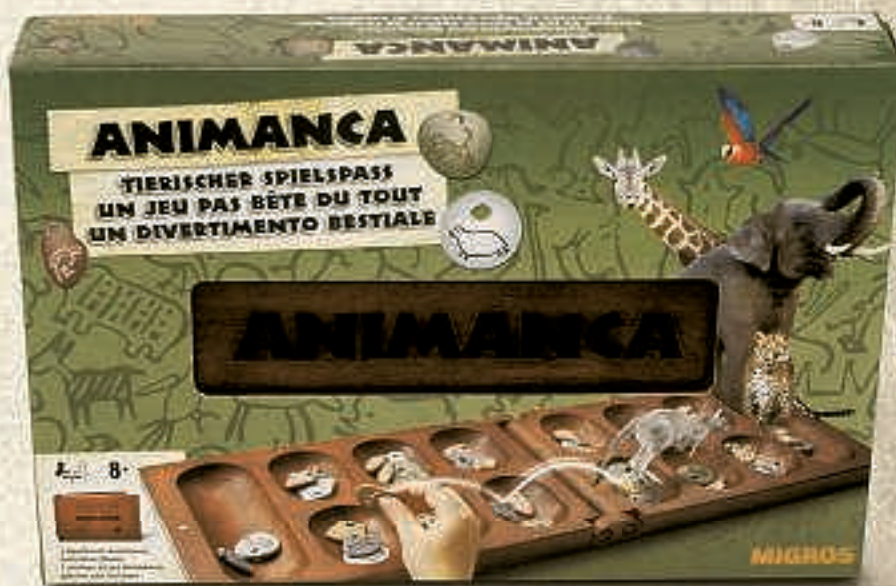 ANIMANCA
ANIMANCA
TIERISCHER SPIELSPASS
UN JEU PAS BÊTE DU TOUT
UN DIVERTIMENTO BESTIALE
ANIMANCA
8+
MIGROS